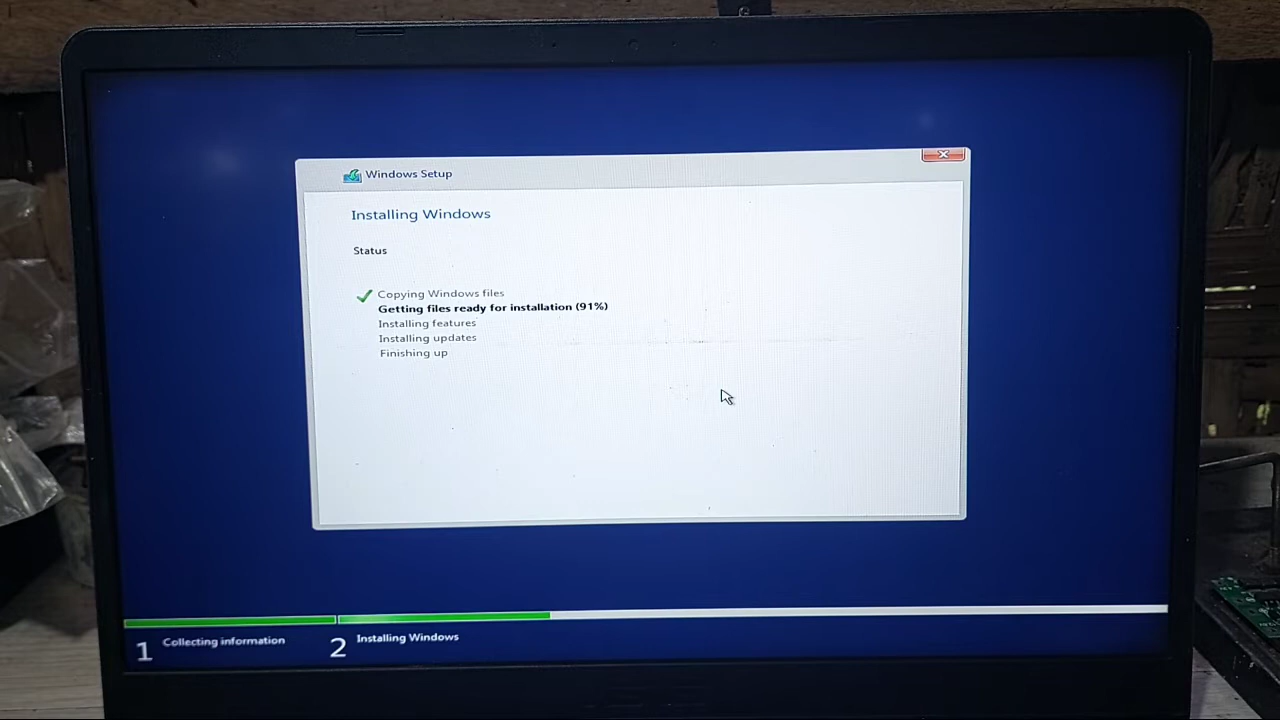 Windows Setup
Installing Windows
Status
Copying Windows files
Getting files ready for installation (91%)
Installing features
Installing updates
Finishing up
1 Collecting information
2 Installing Windows